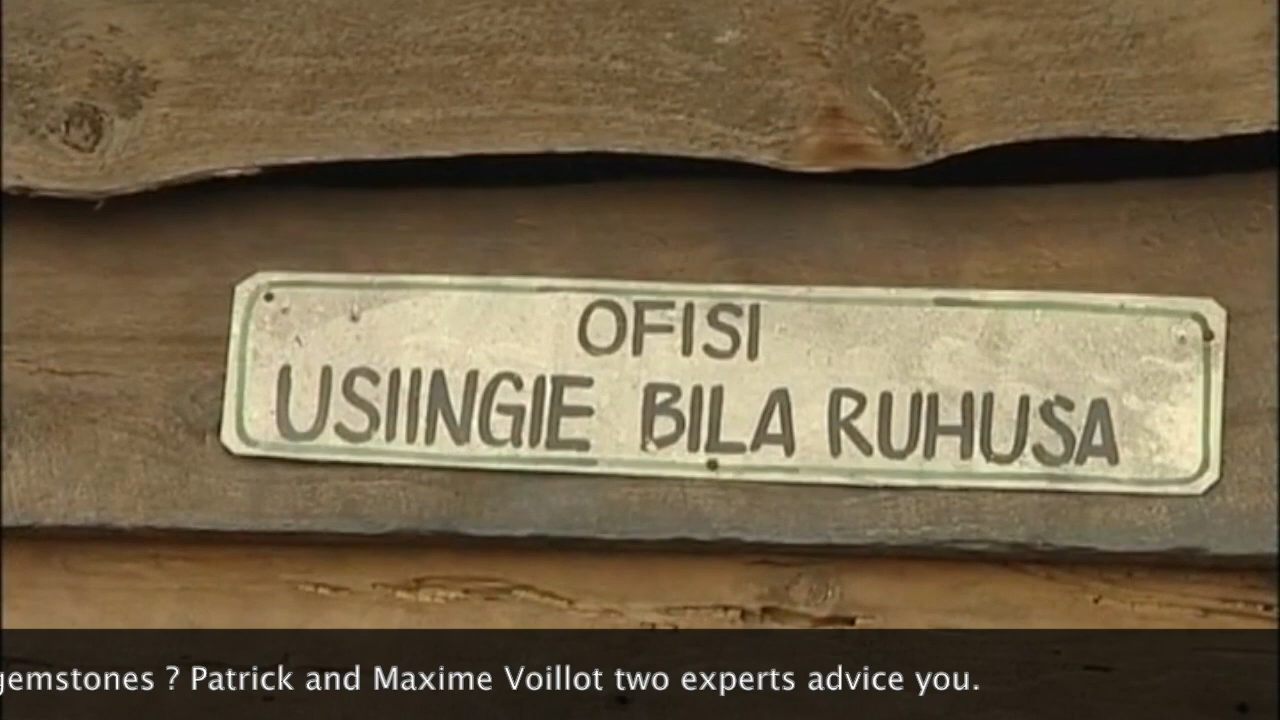 OFISI
USIINGIE BILA RUHUSA
gemstones ? Patrick and Maxime Voillot two experts advice you.